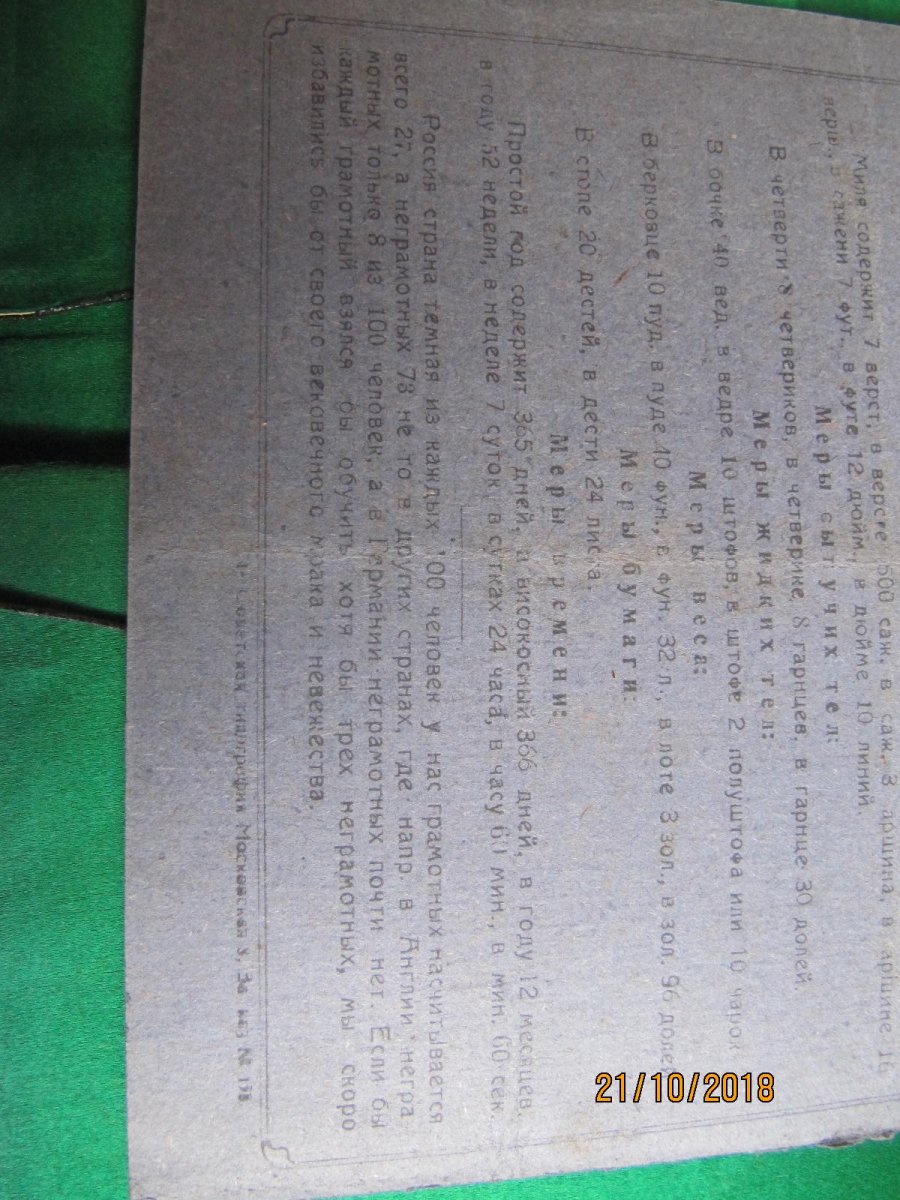 Миля содержит 7 верст, в версте 500 саж. в саж. 3 аршина, в аршине 16
верш., в сажени 7 фут., в футе 12 дюйм., в дюйме 10 линий.
Меры сыпучих тел:
В четверти 8 четвериков, в четверике, 8 гарнцев, в гарнце 30 долей.
Меры жидких тел:
В бочке 40 вед. в ведре 10 штофов, в штофе 2 полуштофа или 10 чарок
Меры веса:
В берковце 10 пуд. в пуде 40 фун., в фун. 32 л., в лоте 3 зол., в зол. 96 долей
Меры бумаги:
В стопе 20 дестей, в дести 24 листа.
Меры времени:
Простой год содержит 365 дней, а високосный 366 дней, в году 12 месяцев.
в году 52 недели, в неделе 7 суток, в сутках 24 часа, в часу 60 мин., в мин. 60 сек.
Россия страна темная из каждых 100 человек у нас грамотных насчитывается
всего 27, а неграмотных 73 не то в других странах, где напр. в Англии негра
мотных только 8 из 100 человек, а в Германии неграмотных почти нет. Если бы
каждый грамотный взялся бы обучить хотя бы трех неграмотных, мы скоро
избавились бы от своего вековечного мрака и невежества.
Советская типография Московская 3. Заказ №
21/10/2018